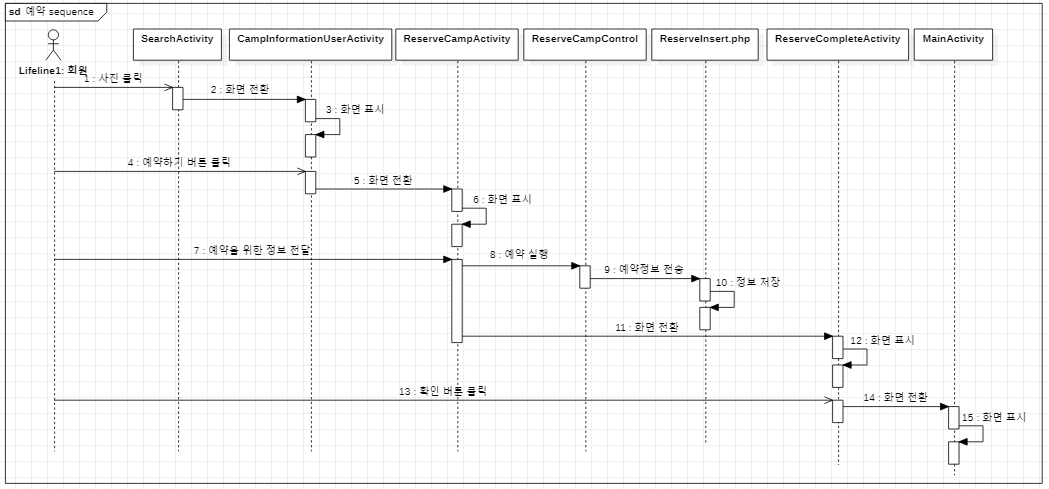 sd 예약 sequence
SearchActivity
CampInformationUserActivity
ReserveCampActivity
ReserveCampControl
ReserveInsert.php
ReserveCompleteActivity
MainActivity
Lifeline1: 회원
1 : 사진 클릭
2 : 화면 전환
3 : 화면 표시
4 : 예약하기 버튼 클릭
5 : 화면 전환
6 : 화면 표시
7 : 예약을 위한 정보 전달
8 : 예약 실행
9 : 예약정보 전송
10 : 정보 저장
11 : 화면 전환
12 : 화면 표시
13 : 확인 버튼 클릭
14 : 화면 전환
15 : 화면 표시